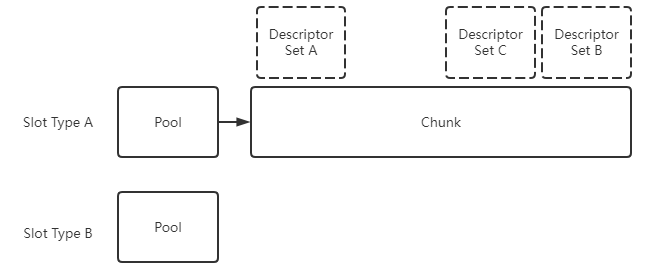 Descriptor
Set A
Descriptor
Set C
Descriptor
Set B
Slot Type A
Pool
Chunk
Slot Type B
Pool